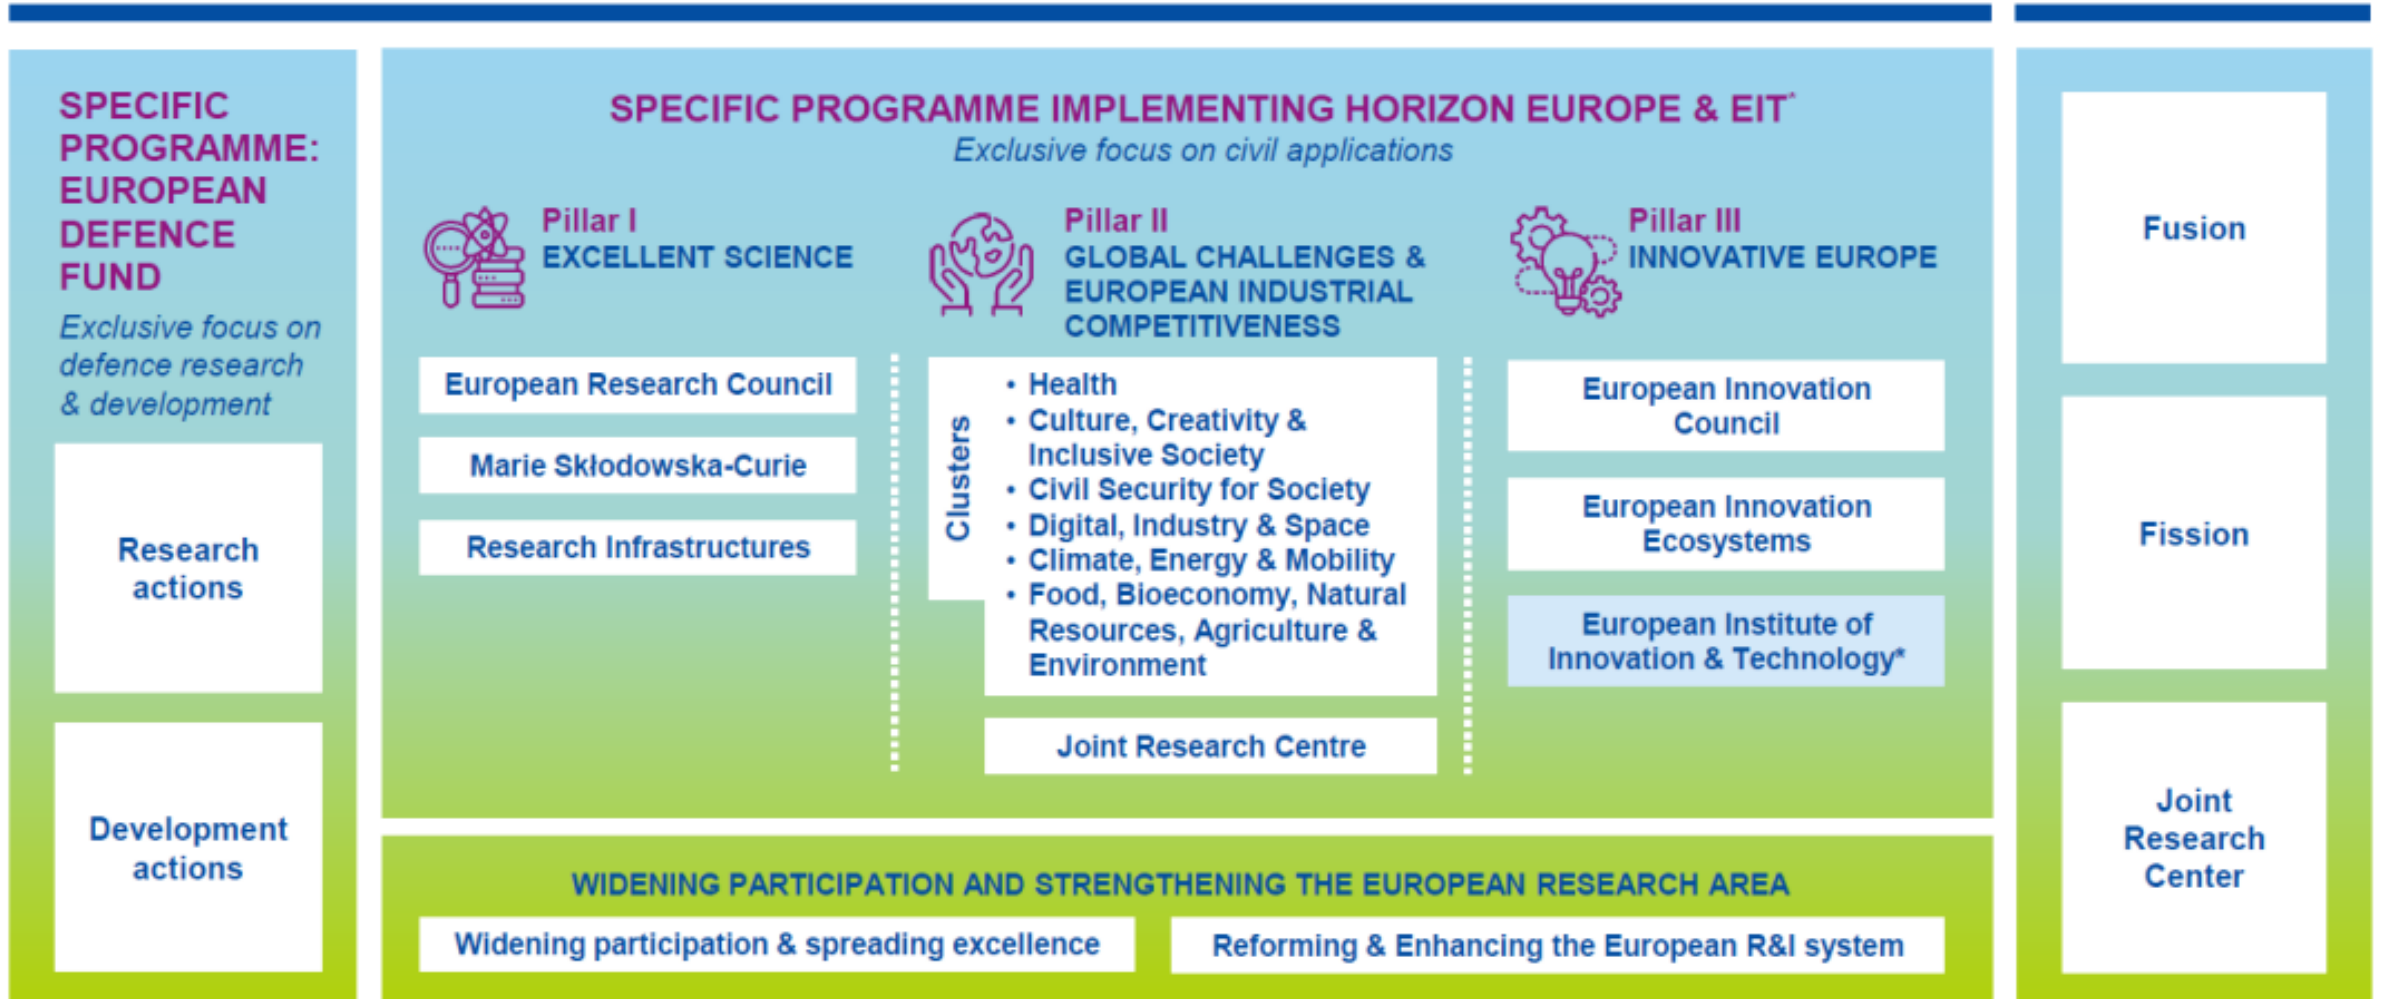 SPECIFIC
PROGRAMME:
EUROPEAN
DEFENCE
FUND
Exclusive focus on
defence research
& development
Research
actions
Development
actions
SPECIFIC PROGRAMME IMPLEMENTING HORIZON EUROPE & EIT*
Exclusive focus on civil applications
Pillar I
EXCELLENT SCIENCE
European Research Council
Marie Skłodowska-Curie
Research Infrastructures
Pillar II
GLOBAL CHALLENGES &
EUROPEAN INDUSTRIAL
COMPETITIVENESS
Clusters
• Health
• Culture, Creativity &
Inclusive Society
• Civil Security for Society
• Digital, Industry & Space
• Climate, Energy & Mobility
• Food, Bioeconomy, Natural
Resources, Agriculture &
Environment
Joint Research Centre
Pillar III
INNOVATIVE EUROPE
European Innovation
Council
European Innovation
Ecosystems
European Institute of
Innovation & Technology*
WIDENING PARTICIPATION AND STRENGTHENING THE EUROPEAN RESEARCH AREA
Widening participation & spreading excellence
Reforming & Enhancing the European R&I system
Fusion
Fission
Joint
Research
Center